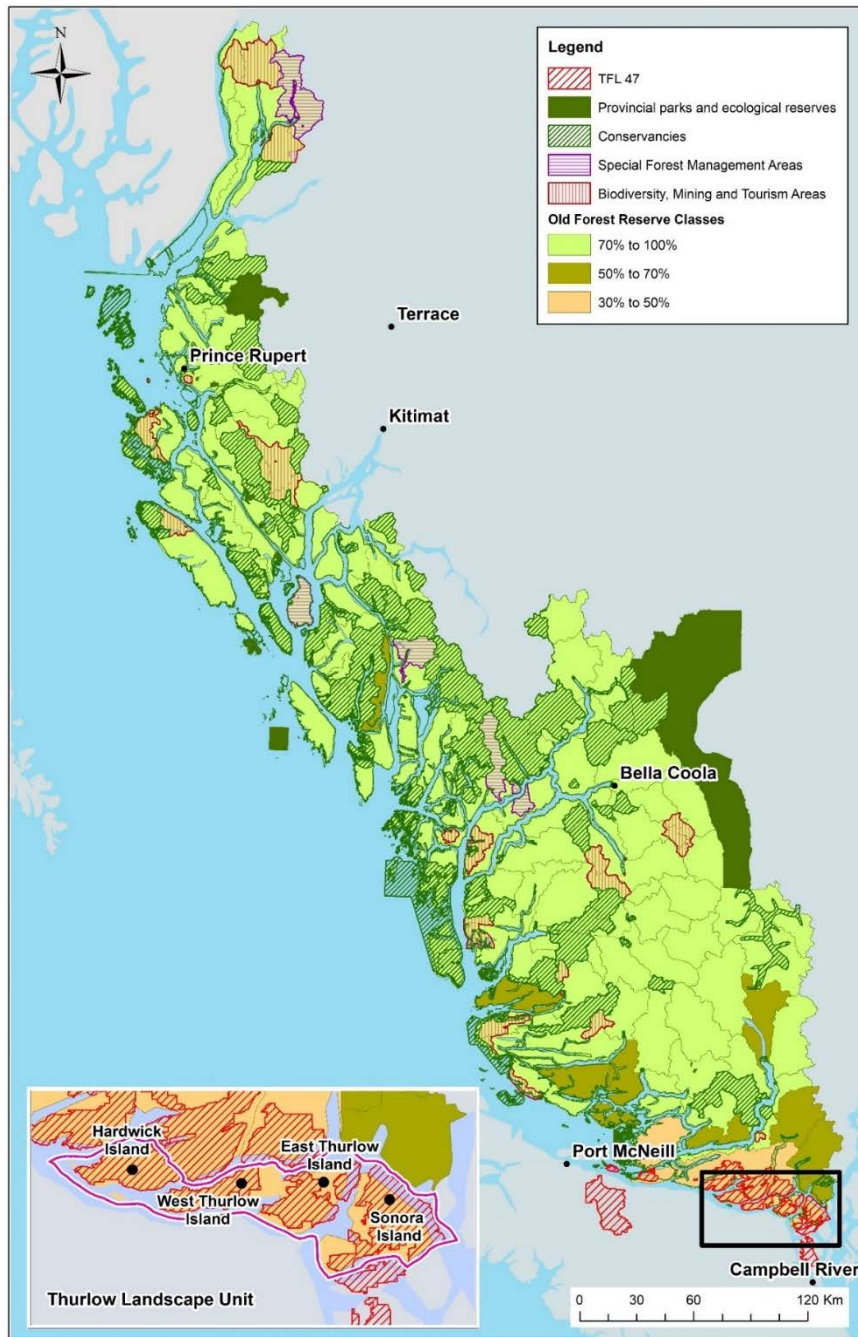 N
Legend
TFL 47
Provincial parks and ecological reserves
Conservancies
Special Forest Management Areas
Biodiversity, Mining and Tourism Areas
Old Forest Reserve Classes
70% to 100%
50% to 70%
30% to 50%
Terrace
Prince Rupert
Kitimat
Bella Coola
Port McNeill
Campbell River
Hardwick
Island
East Thurlow
Island
West Thurlow
Island
Sonora
Island
Thurlow Landscape Unit
0 30 60 90 120 Km